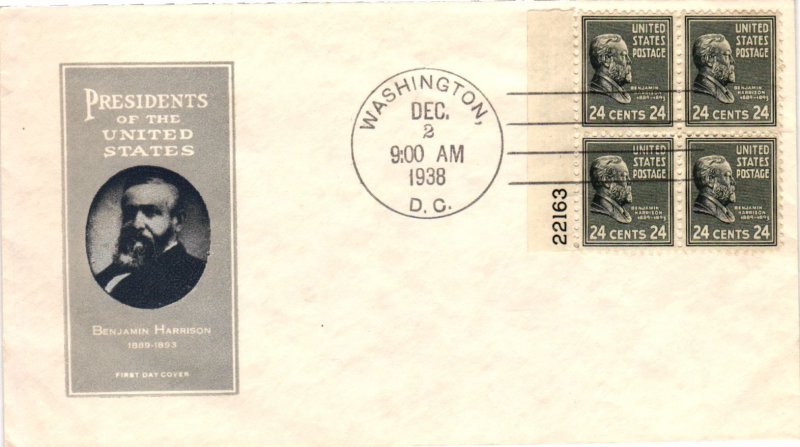 PRESIDENTS
OF THE
UNITED
STATES
BENJAMIN HARRISON
1889-1893
FIRST DAY COVER
WASHINGTON,
DEC.
2
9:00 AM
1938
D. C.
22163
UNITED
STATES
POSTAGE
BENJAMIN
HARRISON
1889-1893
24 CENTS 24
UNITED
STATES
POSTAGE
BENJAMIN
HARRISON
1889-1893
24 CENTS 24
UNITED
STATES
POSTAGE
BENJAMIN
HARRISON
1889-1893
24 CENTS 24
UNITED
STATES
POSTAGE
BENJAMIN
HARRISON
1889-1893
24 CENTS 24